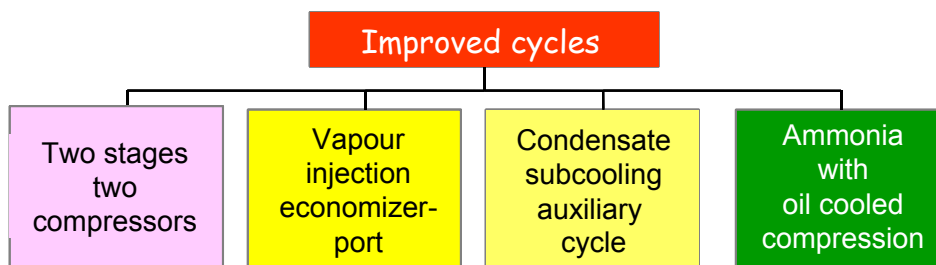 Improved cycles
Two stages
two
compressors
Vapour
injection
economizer-
port
Condensate
subcooling
auxiliary
cycle
Ammonia
with
oil cooled
compression